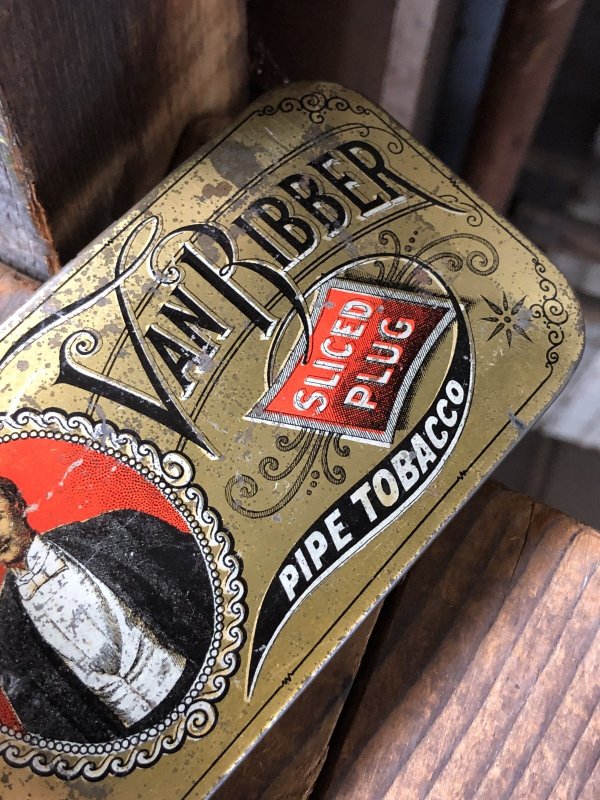 VAN BIBBER
SLICED
PLUG
PIPE TOBACCO